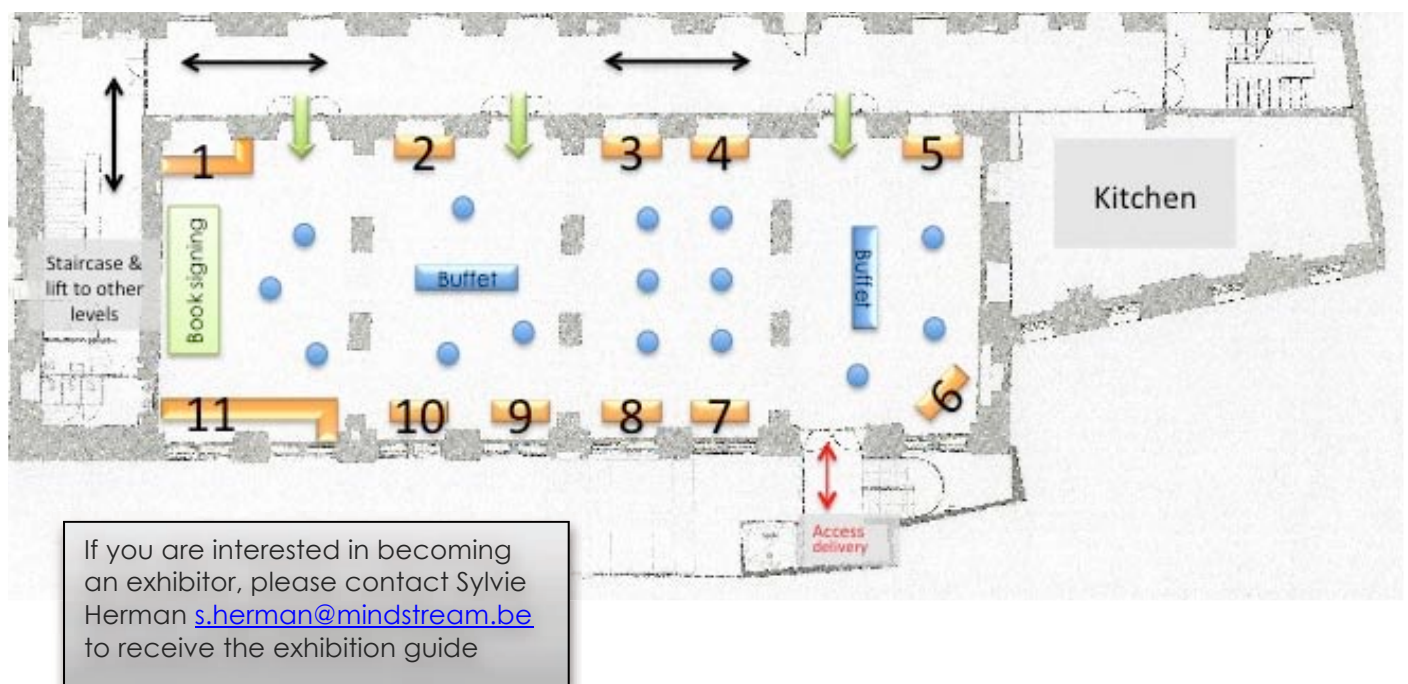 1
2
3
4
5
Kitchen
Book signing
Staircase &
lift to other
levels
Buffet
Buffet
11
10
9
8
7
6
Access
delivery
If you are interested in becoming
an exhibitor, please contact Sylvie
Herman s.herman@mindstream.be
to receive the exhibition guide